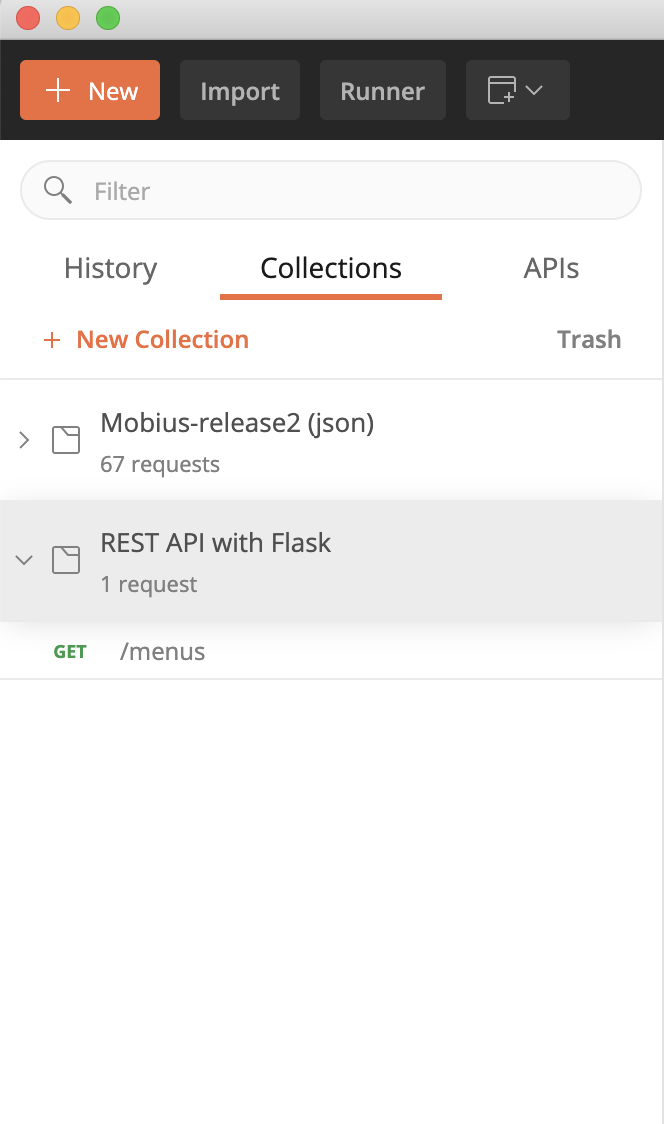 New Import Runner
Filter
History Collections APIs
+ New Collection Trash
Mobius-release2 (json)
67 requests
REST API with Flask
1 request
GET /menus